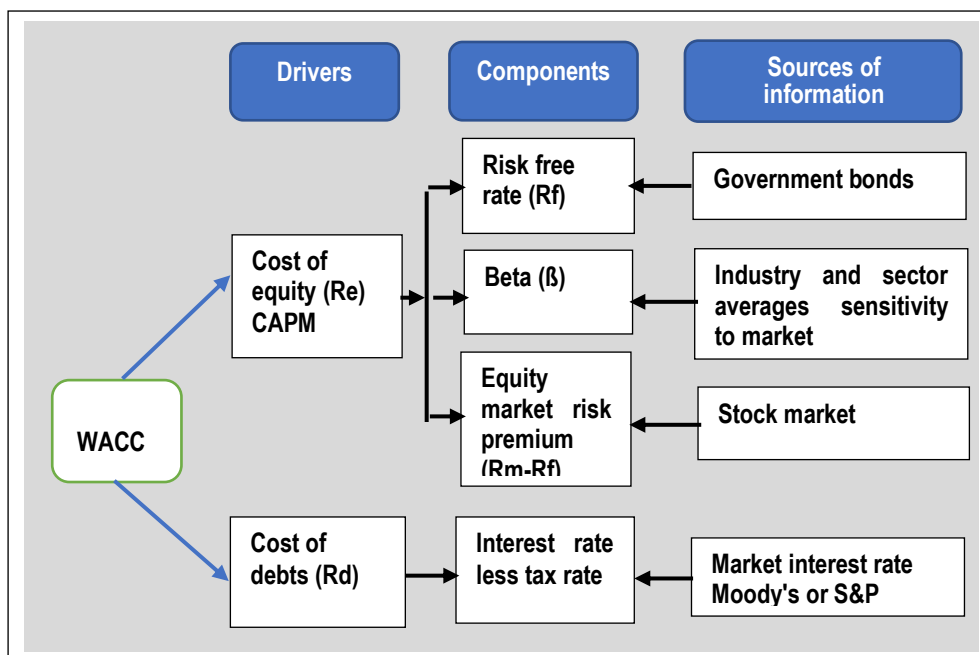 Drivers
Components
Sources of
information
Risk free
rate (Rf)
Government bonds
Cost of
equity (Re)
CAPM
Beta (ß)
Industry and sector
averages sensitivity
to market
Equity
market risk
premium
(Rm-Rf)
Stock market
WACC
Cost of
debts (Rd)
Interest rate
less tax rate
Market interest rate
Moody's or S&P